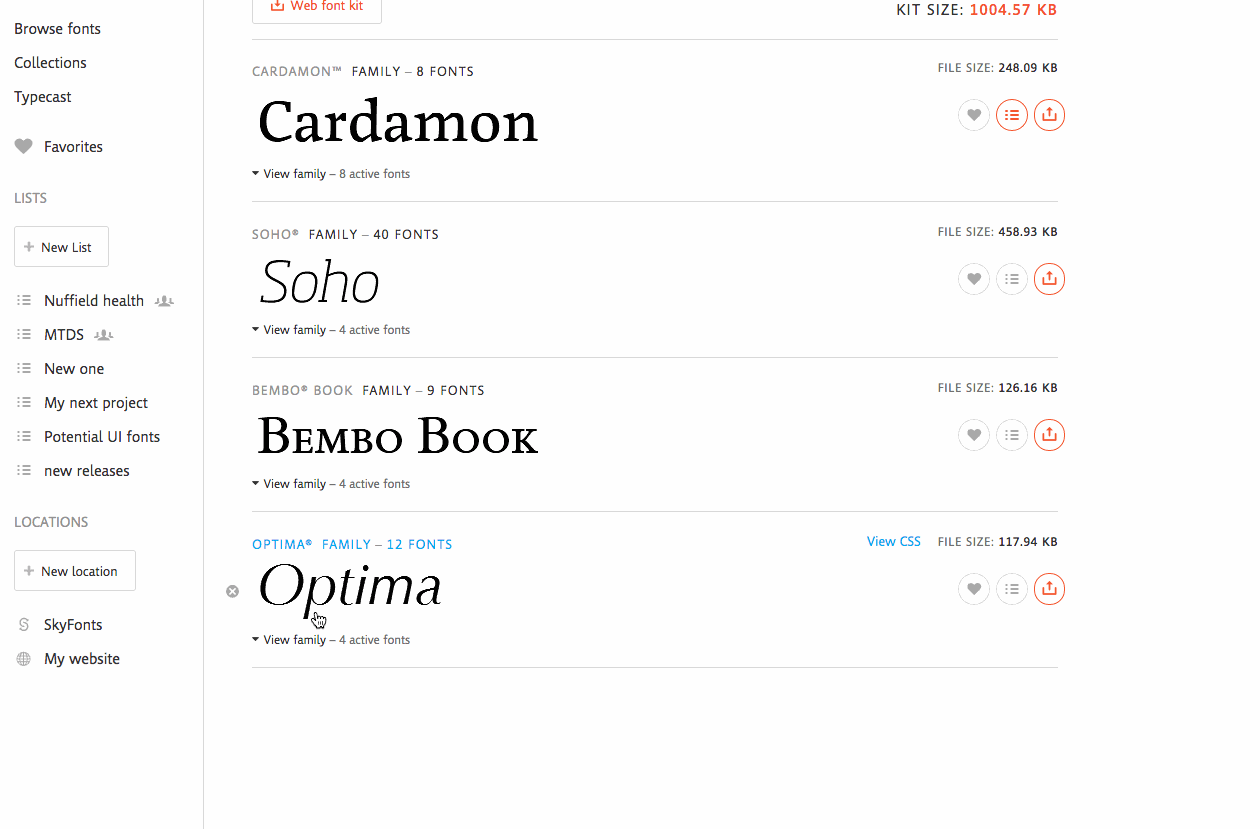 Browse fonts
Collections
Typecast
Favorites
LISTS
+ New List
Nuffield health
MTDS
New one
My next project
Potential UI fonts
new releases
LOCATIONS
+ New location
SkyFonts
My website
Web font kit
KIT SIZE: 1004.57 KB
CARDAMON™ FAMILY – 8 FONTS
FILE SIZE: 248.09 KB
Cardamon
View family – 8 active fonts
SOHO® FAMILY – 40 FONTS
FILE SIZE: 458.93 KB
Soho
View family – 4 active fonts
BEMBO® BOOK FAMILY – 9 FONTS
FILE SIZE: 126.16 KB
Bembo Book
View family – 4 active fonts
OPTIMA® FAMILY – 12 FONTS
View CSS FILE SIZE: 117.94 KB
Optima
View family – 4 active fonts